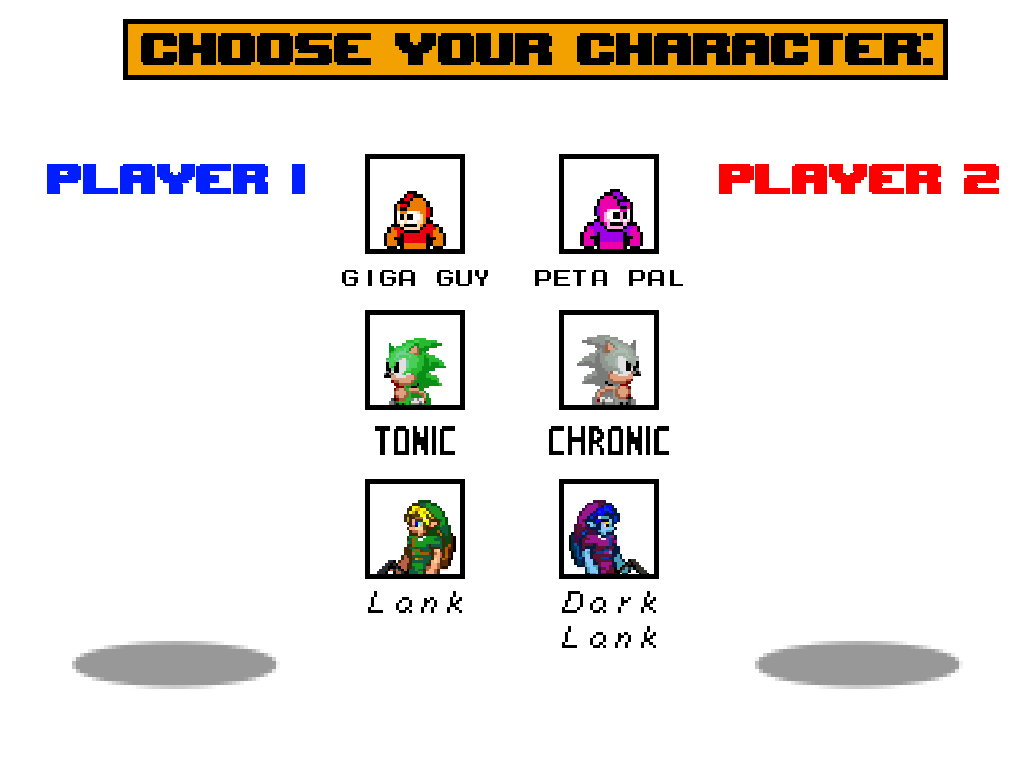 CHOOSE YOUR CHARACTER:
PLAYER 1
PLAYER 2
GIGA GUY
PETA PAL
TONIC
CHRONIC
Lank
Dark
Lank